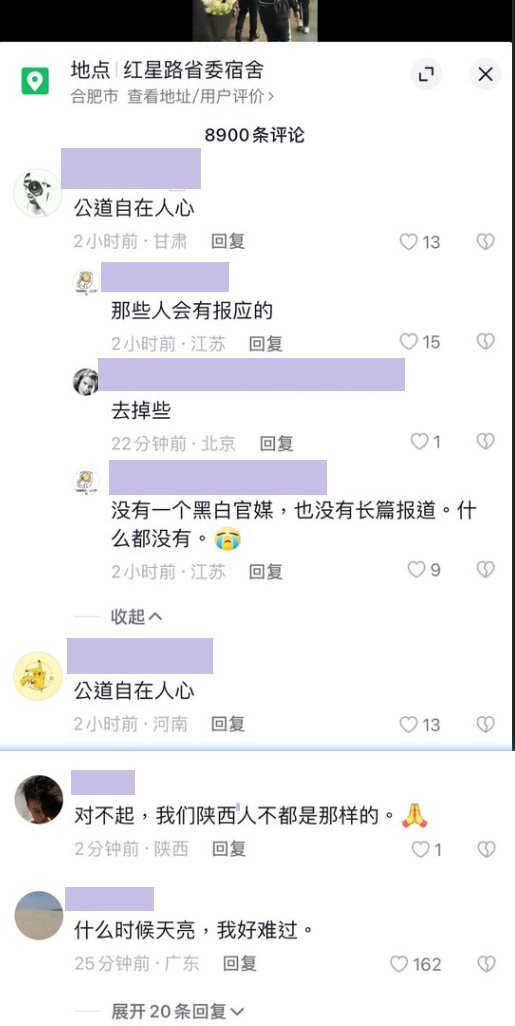 地点 | 红星路省委宿舍
合肥市 查看地址/用户评价 >
8900条评论
公道自在人心
2小时前 · 甘肃 回复 13
那些人会有报应的
2小时前 · 江苏 回复 15
去掉些
22分钟前 · 北京 回复 1
没有一个黑白官媒，也没有长篇报道。什
么都没有。😭
2小时前 · 江苏 回复 9
收起
公道自在人心
2小时前 · 河南 回复 13
对不起，我们陕西人不都是那样的。🙏
2分钟前 · 陕西 回复 1
什么时候天亮，我好难过。
25分钟前 · 广东 回复 162
展开20条回复